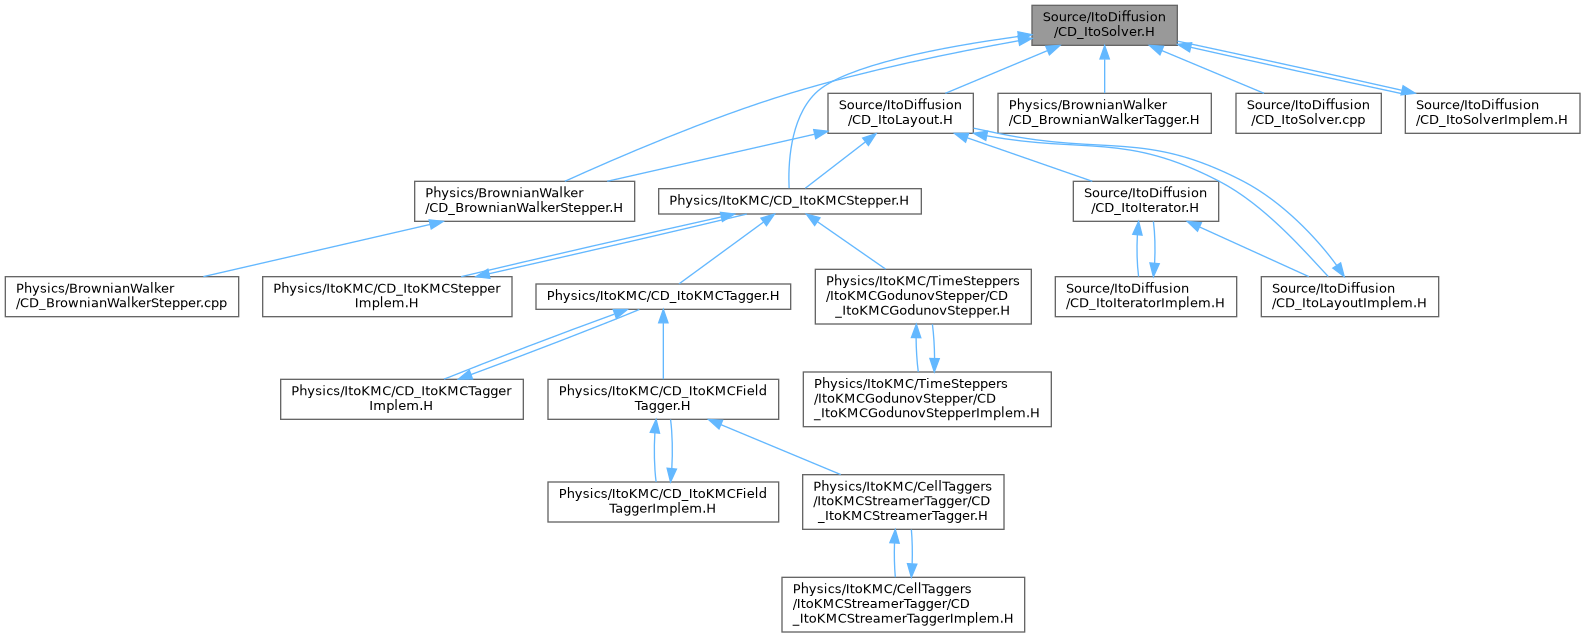 Source/ItoDiffusion
/CD_ItoSolver.H
Source/ItoDiffusion
/CD_ItoLayout.H
Physics/BrownianWalker
/CD_BrownianWalkerTagger.H
Source/ItoDiffusion
/CD_ItoSolver.cpp
Source/ItoDiffusion
/CD_ItoSolverImplem.H
Physics/BrownianWalker
/CD_BrownianWalkerStepper.H
Physics/ItoKMC/CD_ItoKMCStepper.H
Source/ItoDiffusion
/CD_ItoIterator.H
Physics/BrownianWalker
/CD_BrownianWalkerStepper.cpp
Physics/ItoKMC/CD_ItoKMCStepper
Implem.H
Physics/ItoKMC/CD_ItoKMCTagger.H
Physics/ItoKMC/TimeSteppers
/ItoKMCGodunovStepper/CD
_ItoKMCGodunovStepper.H
Source/ItoDiffusion
/CD_ItoIteratorImplem.H
Source/ItoDiffusion
/CD_ItoLayoutImplem.H
Physics/ItoKMC/CD_ItoKMCTagger
Implem.H
Physics/ItoKMC/CD_ItoKMCField
Tagger.H
Physics/ItoKMC/TimeSteppers
/ItoKMCGodunovStepper/CD
_ItoKMCGodunovStepperImplem.H
Physics/ItoKMC/CD_ItoKMCField
TaggerImplem.H
Physics/ItoKMC/CellTaggers
/ItoKMCStreamerTagger/CD
_ItoKMCStreamerTagger.H
Physics/ItoKMC/CellTaggers
/ItoKMCStreamerTagger/CD
_ItoKMCStreamerTaggerImplem.H